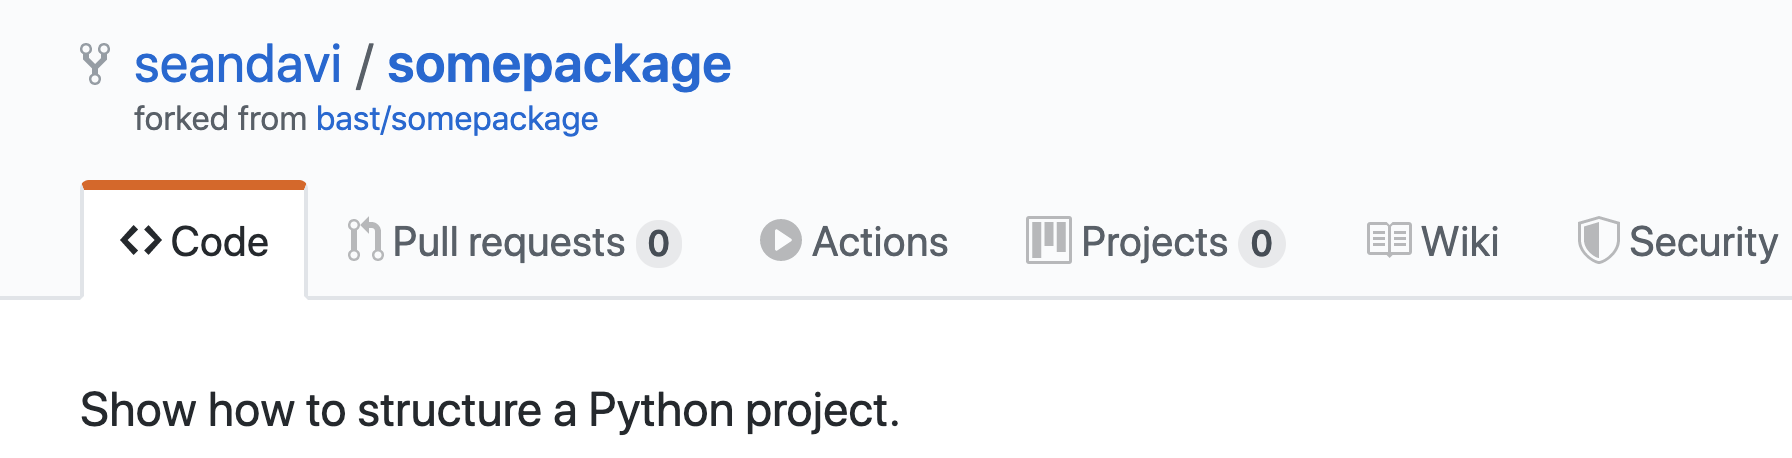 seandavi / somepackage
forked from bast/somepackage
Code Pull requests 0 Actions Projects 0 Wiki Security
Show how to structure a Python project.